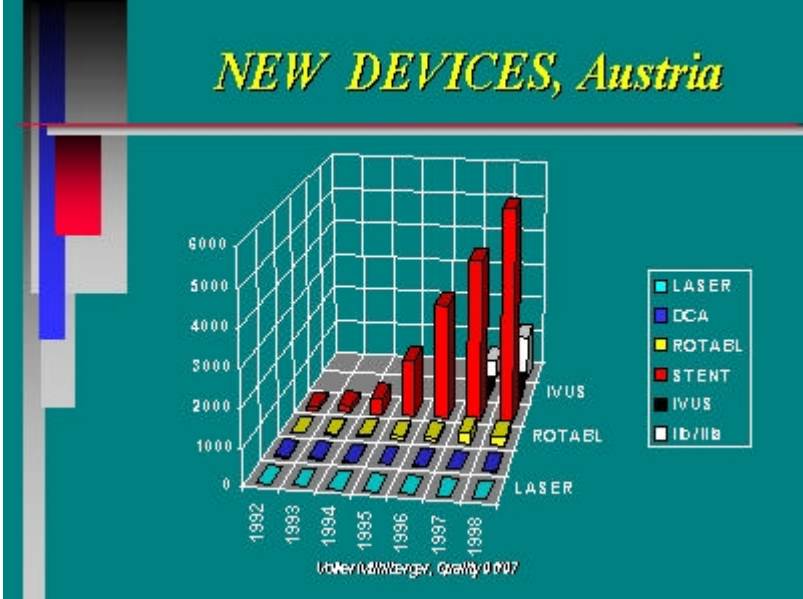 NEW DEVICES, Austria
6000
5000
4000
3000
2000
1000
0
1992
1993
1994
1995
1996
1997
1998
IVUS
ROTABL
LASER
LASER
DCA
ROTABL
STENT
IVUS
IIb/IIIa
Quality